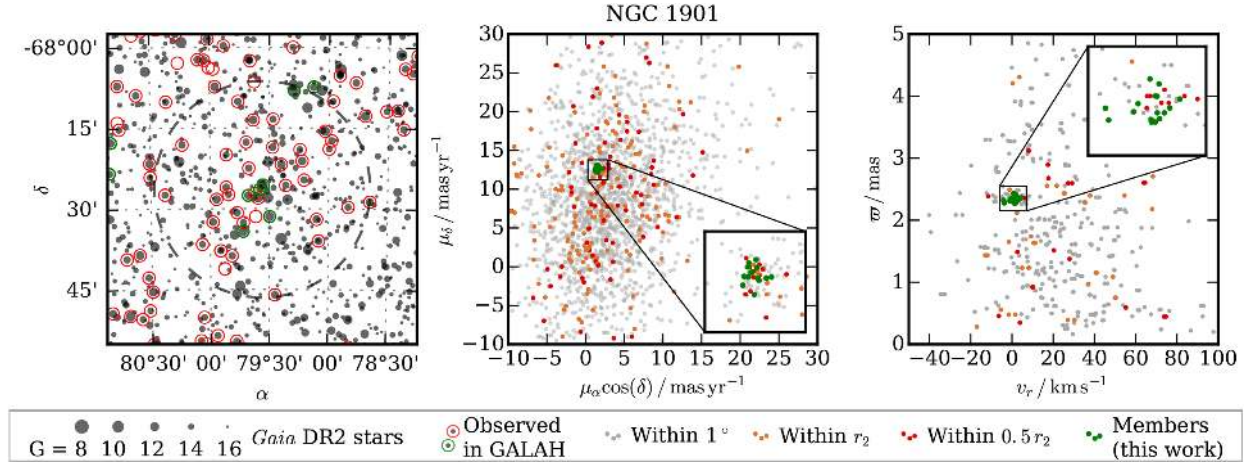 NGC 1901
-68°00'
15'
30'
45'
δ
80°30'
00'
79°30'
00'
78°30'
α
30
25
20
15
10
5
0
−5
−10
μδ / mas yr−1
−10
−5
0
5
10
15
20
25
30
μα cos(δ) / mas yr−1
5
4
3
2
1
0
ϖ / mas
−40
−20
0
20
40
60
80
100
vr / km s−1
G = 8 10 12 14 16
Gaia DR2 stars
Observed
in GALAH
Within 1°
Within r2
Within 0.5 r2
Members
(this work)